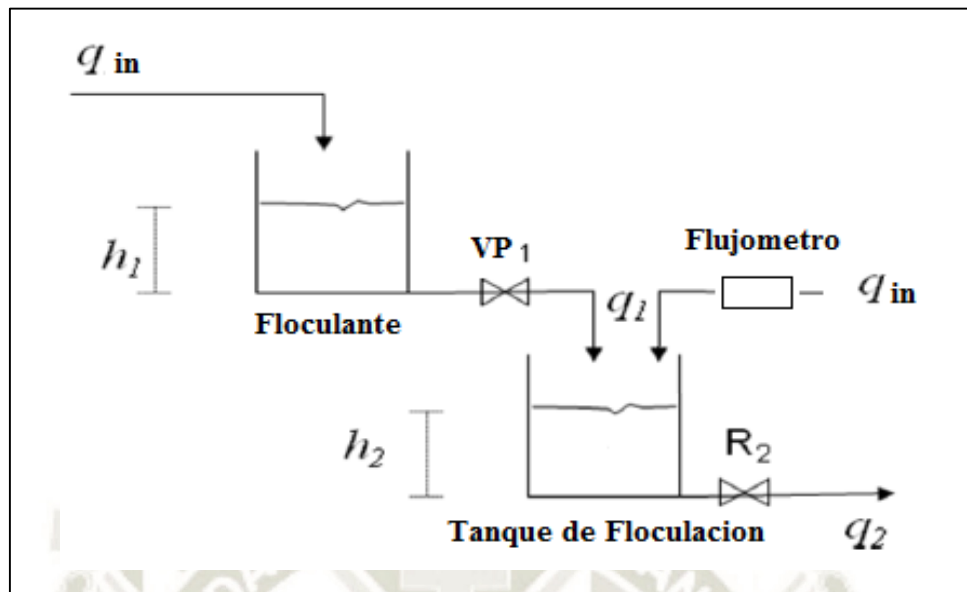 q in
h1
VP 1
Flujometro
q1
q in
Floculante
h2
R2
Tanque de Floculacion
q2